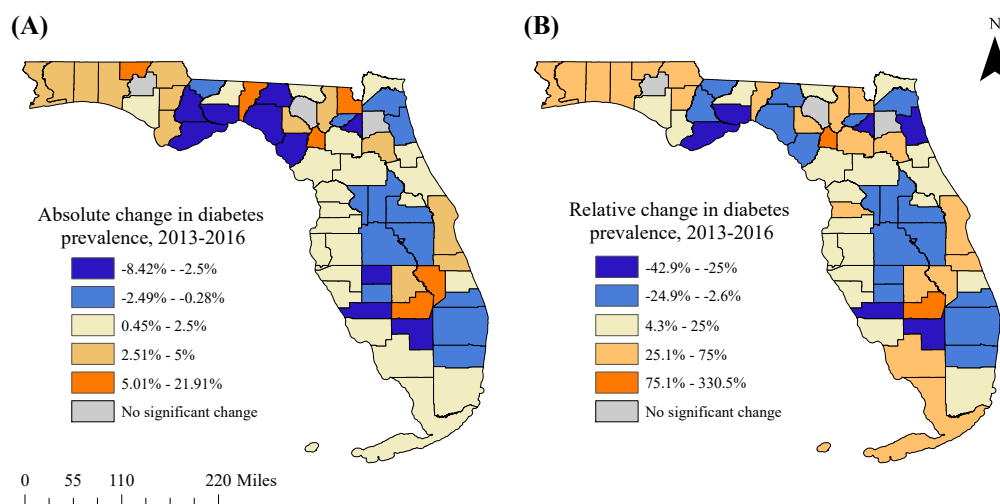 (A)
(B)
N
Absolute change in diabetes
prevalence, 2013-2016
-8.42% - -2.5%
-2.49% - -0.28%
0.45% - 2.5%
2.51% - 5%
5.01% - 21.91%
No significant change
Relative change in diabetes
prevalence, 2013-2016
-42.9% - -25%
-24.9% - -2.6%
4.3% - 25%
25.1% - 75%
75.1% - 330.5%
No significant change
0 55 110 220 Miles